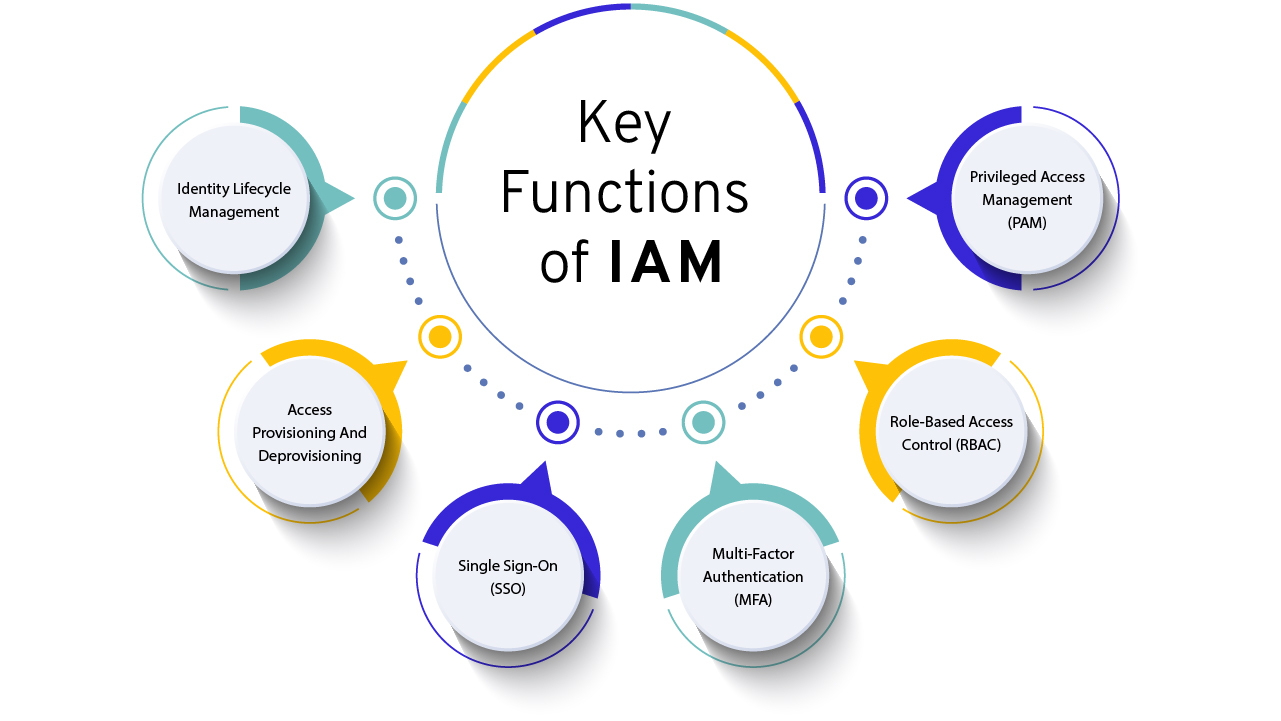 Key
Functions
of IAM
Identity Lifecycle
Management
Access
Provisioning And
Deprovisioning
Single Sign-On
(SSO)
Multi-Factor
Authentication
(MFA)
Role-Based Access
Control (RBAC)
Privileged Access
Management
(PAM)